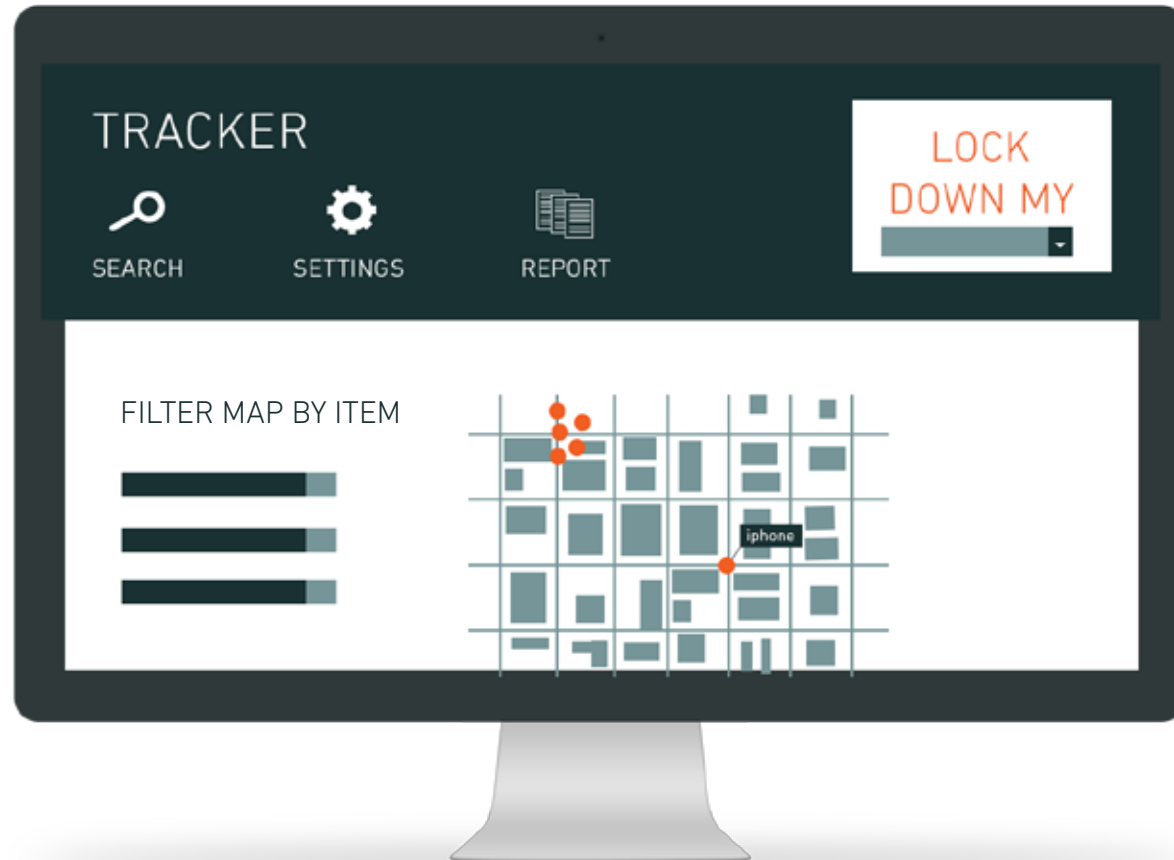 TRACKER
LOCK
DOWN MY
SEARCH
SETTINGS
REPORT
FILTER MAP BY ITEM
iphone